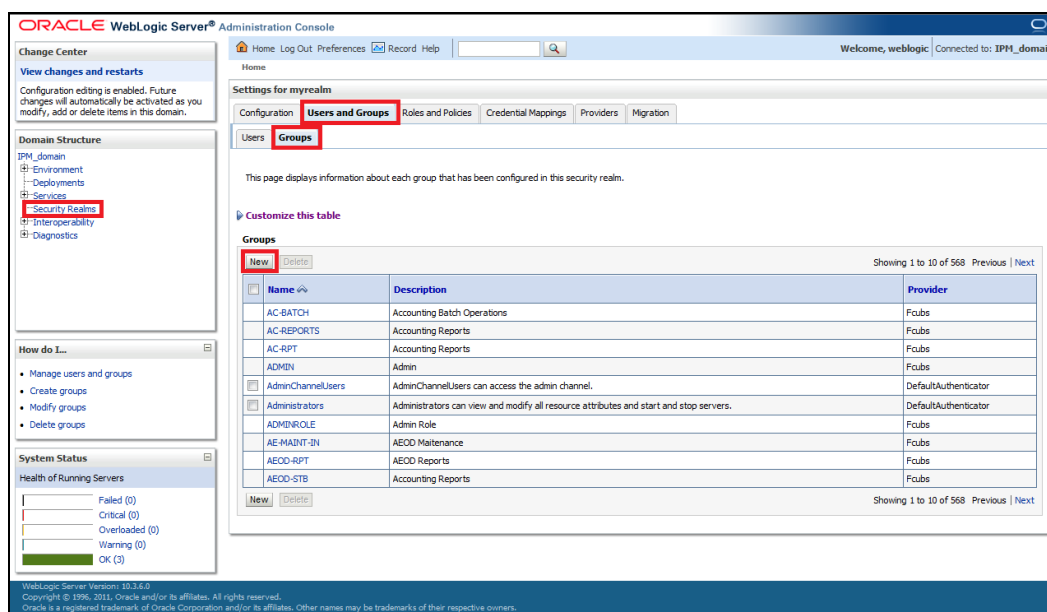 ORACLE WebLogic Server® Administration Console
Change Center
View changes and restarts
Configuration editing is enabled. Future
changes will automatically be activated as you
modify, add or delete items in this domain.
Domain Structure
IPM_domain
Environment
Deployments
Services
Security Realms
Interoperability
Diagnostics
How do I...
Manage users and groups
Create groups
Modify groups
Delete groups
System Status
Health of Running Servers
Failed (0)
Critical (0)
Overloaded (0)
Warning (0)
OK (3)
Home Log Out Preferences Record Help
Welcome, weblogic Connected to: IPM_domai
Home
Settings for myrealm
Configuration Users and Groups Roles and Policies Credential Mappings Providers Migration
Users Groups
This page displays information about each group that has been configured in this security realm.
Customize this table
Groups
New Delete Showing 1 to 10 of 568 Previous | Next
Name Description Provider
AC-BATCH Accounting Batch Operations Fcubs
AC-REPORTS Accounting Reports Fcubs
AC-RPT Accounting Reports Fcubs
ADMIN Admin Fcubs
AdminChannelUsers AdminChannelUsers can access the admin channel. DefaultAuthenticator
Administrators Administrators can view and modify all resource attributes and start and stop servers. DefaultAuthenticator
ADMINROLE Admin Role Fcubs
AE-MAINT-IN AEOD Maitenance Fcubs
AEOD-RPT AEOD Reports Fcubs
AEOD-STB Accounting Reports Fcubs
New Delete Showing 1 to 10 of 568 Previous | Next
WebLogic Server Version: 10.3.6.0
Copyright © 1996, 2011, Oracle and/or its affiliates. All rights reserved.
Oracle is a registered trademark of Oracle Corporation and/or its affiliates. Other names may be trademarks of their respective owners.